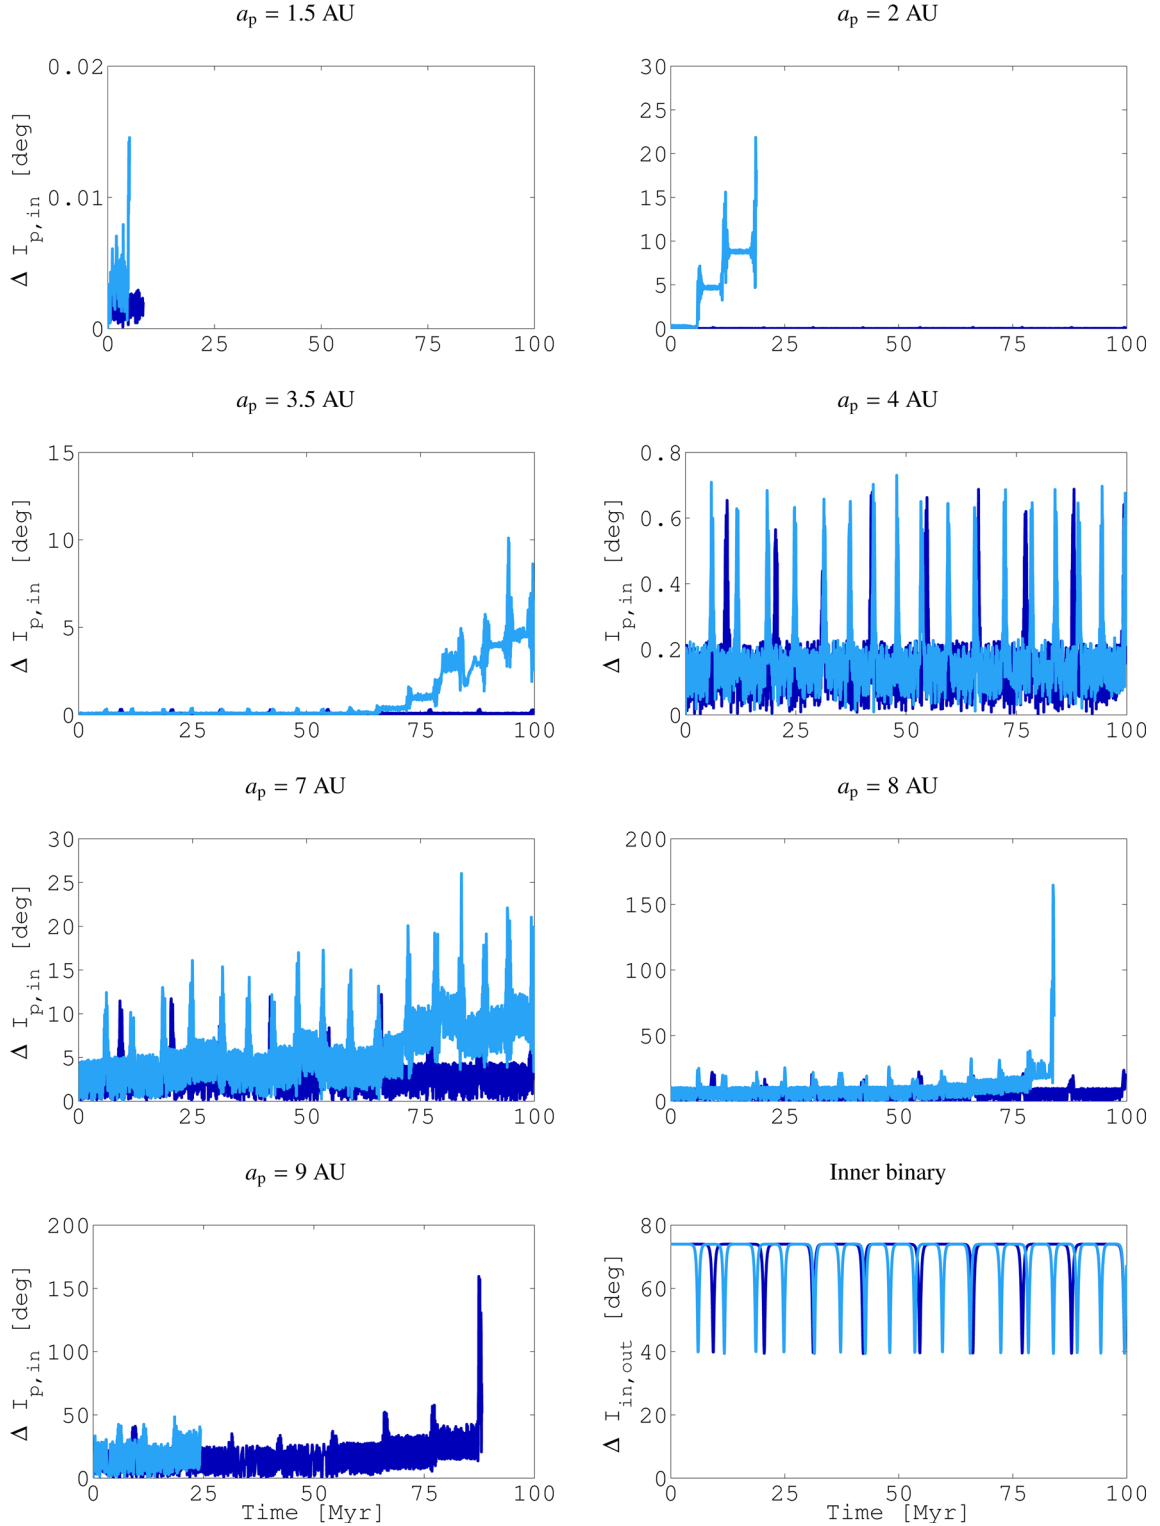 a_p = 1.5 AU
a_p = 2 AU
0.02
0.01
0
Δ I_p,in [deg]
0 25 50 75 100
30
25
20
15
10
5
0
Δ I_p,in [deg]
0 25 50 75 100
a_p = 3.5 AU
a_p = 4 AU
15
10
5
0
Δ I_p,in [deg]
0 25 50 75 100
0.8
0.6
0.4
0.2
0
Δ I_p,in [deg]
0 25 50 75 100
a_p = 7 AU
a_p = 8 AU
30
25
20
15
10
5
0
Δ I_p,in [deg]
0 25 50 75 100
200
150
100
50
0
Δ I_p,in [deg]
0 25 50 75 100
a_p = 9 AU
Inner binary
200
150
100
50
0
Δ I_p,in [deg]
0 25 50 75 100
Time [Myr]
80
60
40
20
0
Δ I_in,out [deg]
0 25 50 75 100
Time [Myr]